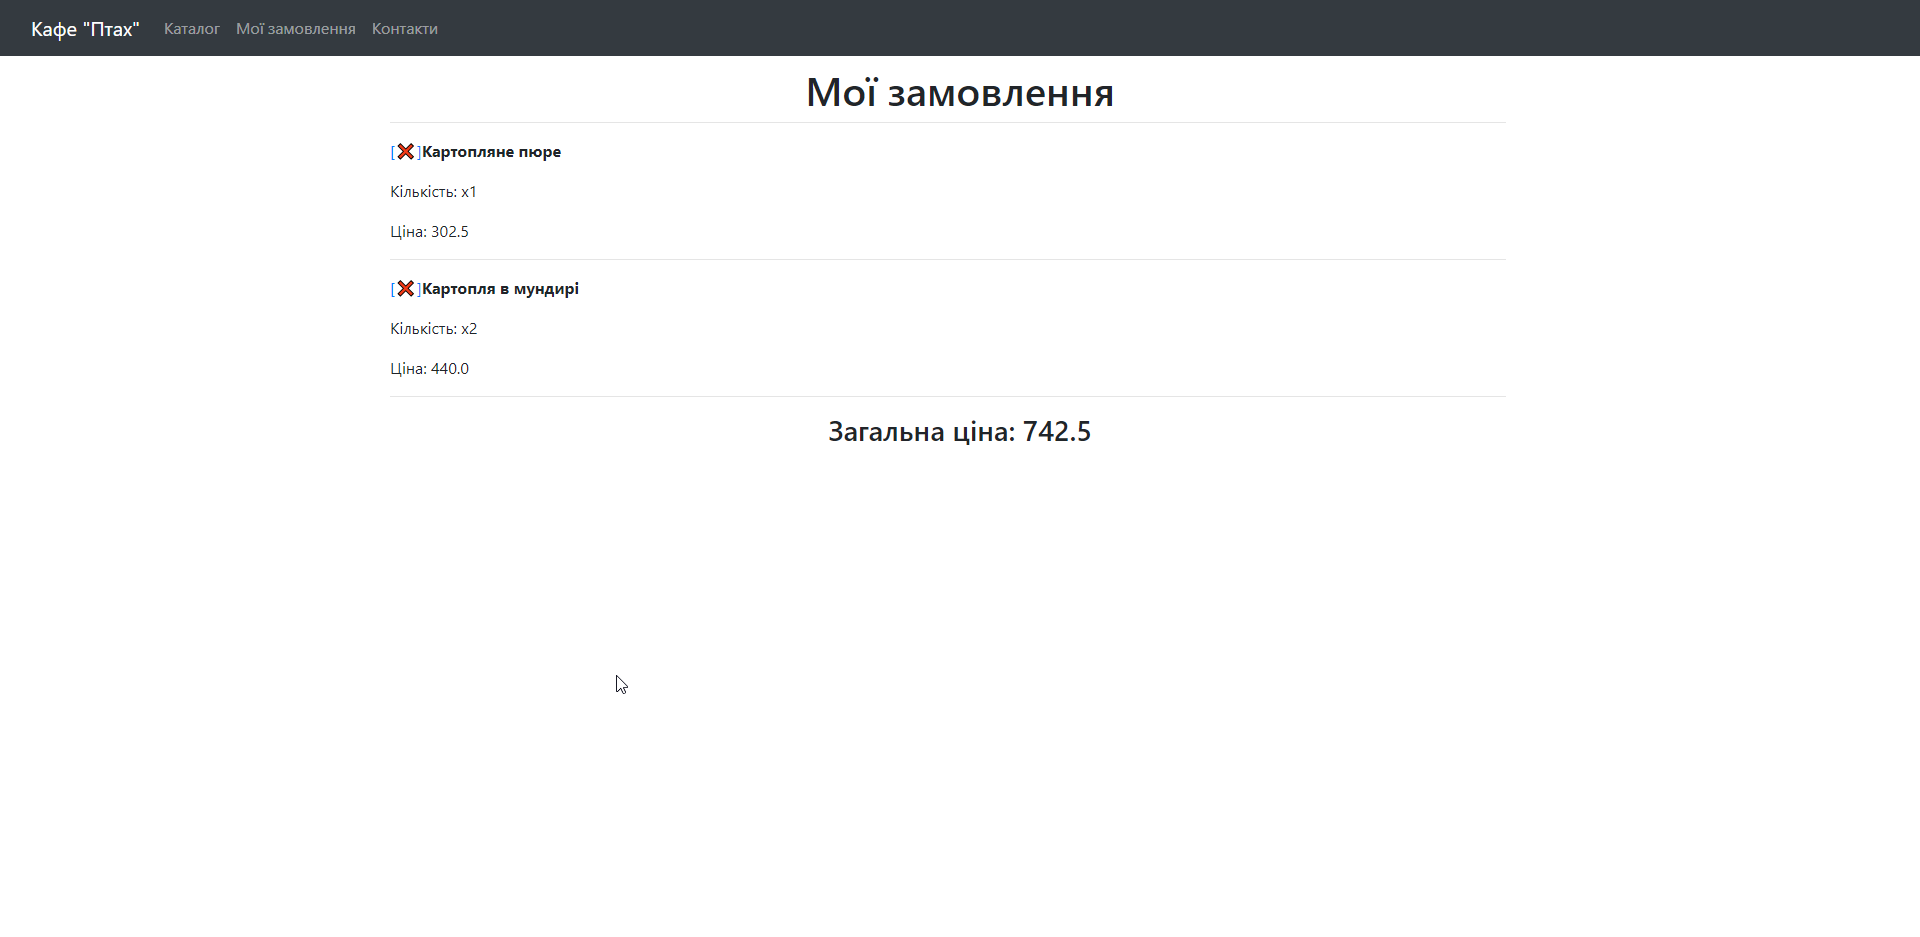 Кафе "Птах" Каталог Мої замовлення Контакти
Мої замовлення
[❌]Картопляне пюре
Кількість: x1
Ціна: 302.5
[❌]Картопля в мундирі
Кількість: x2
Ціна: 440.0
Загальна ціна: 742.5